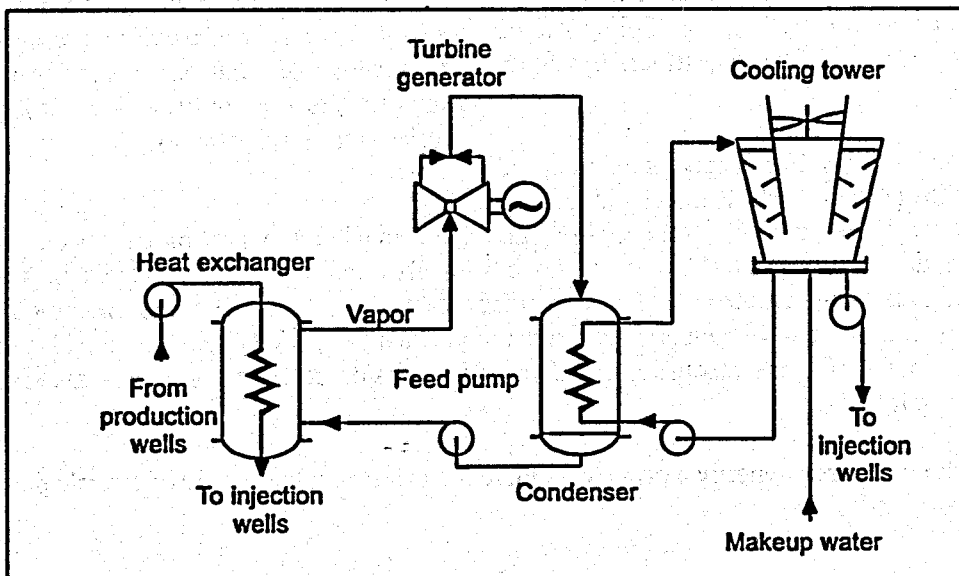 Turbine
generator
Cooling tower
Heat exchanger
Vapor
From
production
wells
Feed pump
To
injection
wells
To injection
wells
Condenser
Makeup water